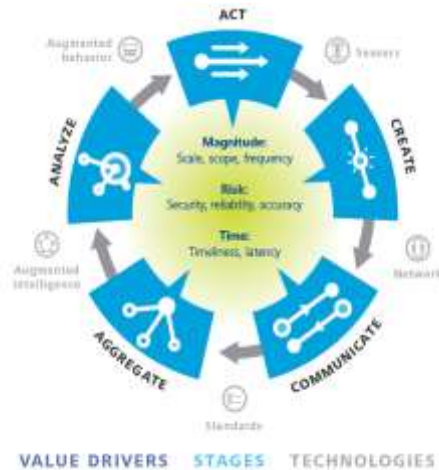 ACT
Augmented
behavior
Sensors
ANALYZE
CREATE
Magnitude:
Scale, scope, frequency
Risk:
Security, reliability, accuracy
Time:
Timeliness, latency
Augmented
intelligence
Network
AGGREGATE
COMMUNICATE
Standards
VALUE DRIVERS STAGES TECHNOLOGIES